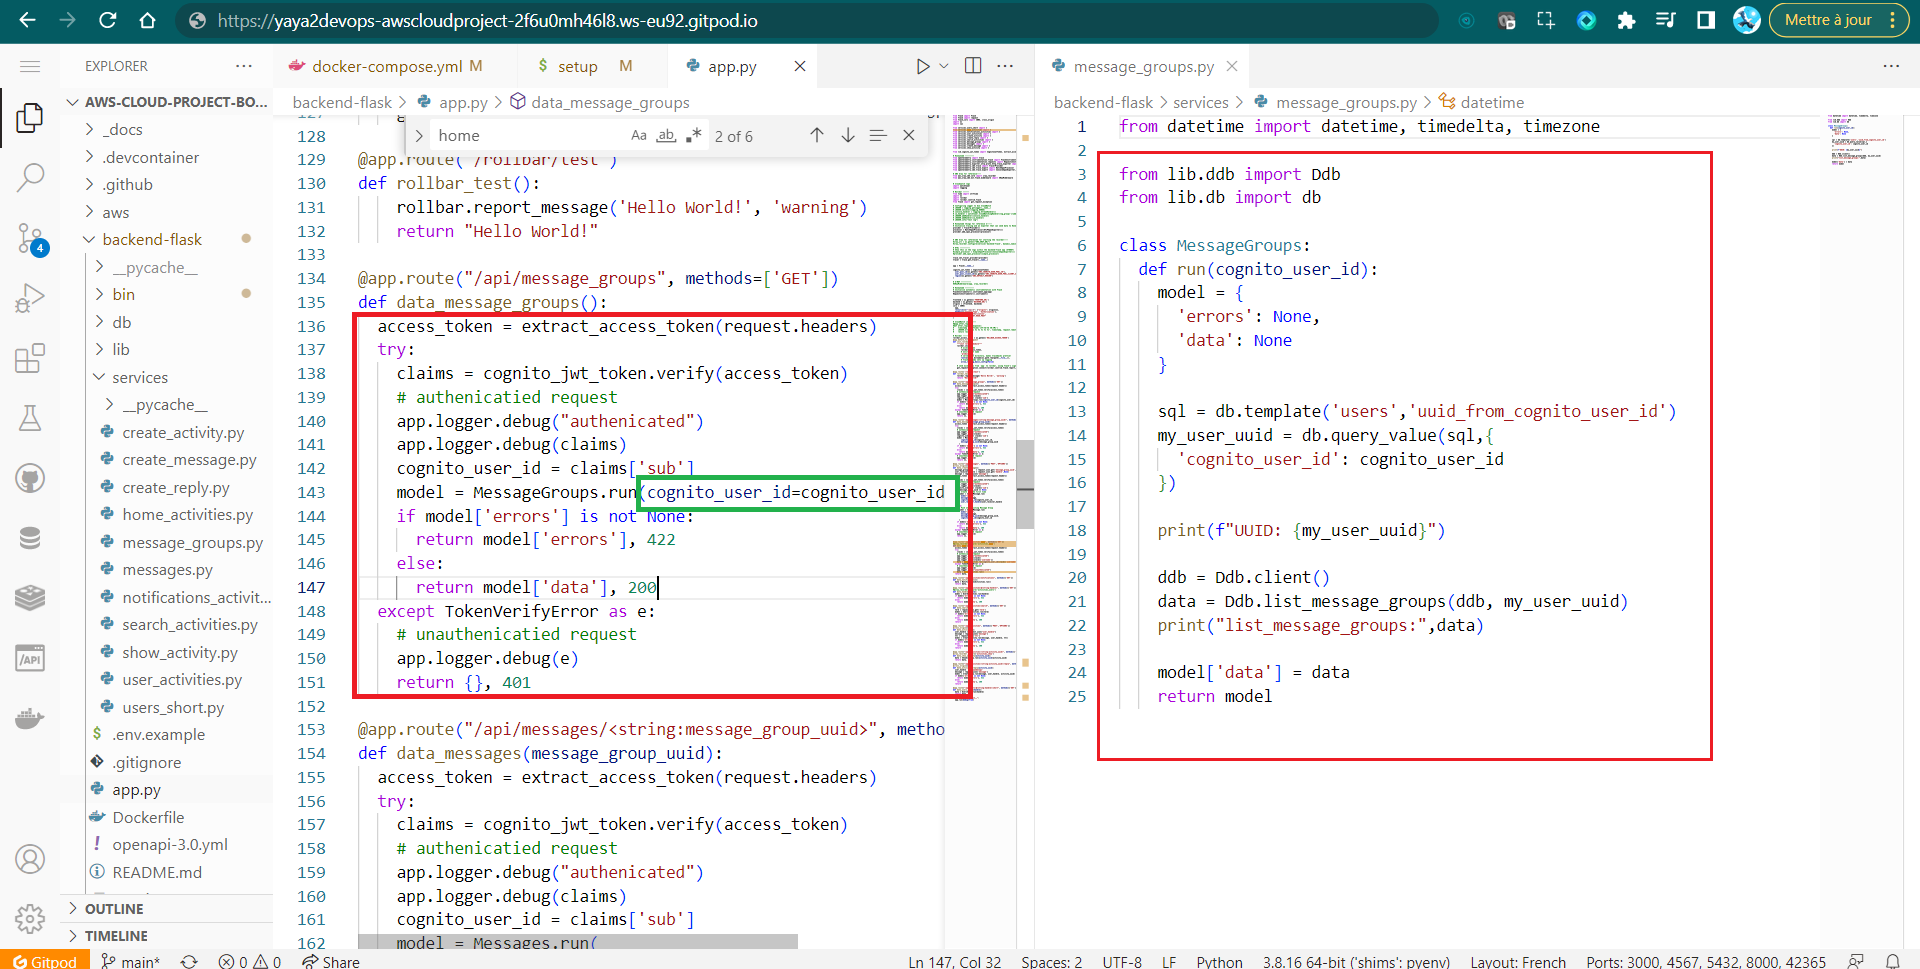 https://yaya2devops-awscloudproject-2f6u0mh46l8.ws-eu92.gitpod.io
Mettre à jour
EXPLORER
AWS-CLOUD-PROJECT-BO...
_docs
.devcontainer
.github
aws
backend-flask
__pycache__
bin
db
lib
services
__pycache__
create_activity.py
create_message.py
create_reply.py
home_activities.py
message_groups.py
messages.py
notifications_activit...
search_activities.py
show_activity.py
user_activities.py
users_short.py
.env.example
.gitignore
app.py
Dockerfile
openapi-3.0.yml
README.md
OUTLINE
TIMELINE
4
docker-compose.yml M
$ setup M
app.py
backend-flask > app.py > data_message_groups
home
Aa ab .*
2 of 6
128
129 @app.route("/rollbar/test")
130 def rollbar_test():
131 rollbar.report_message('Hello World!', 'warning')
132 return "Hello World!"
133
134 @app.route("/api/message_groups", methods=['GET'])
135 def data_message_groups():
136 access_token = extract_access_token(request.headers)
137 try:
138 claims = cognito_jwt_token.verify(access_token)
139 # authenicatied request
140 app.logger.debug("authenicated")
141 app.logger.debug(claims)
142 cognito_user_id = claims['sub']
143 model = MessageGroups.run(cognito_user_id=cognito_user_id
144 if model['errors'] is not None:
145 return model['errors'], 422
146 else:
147 return model['data'], 200
148 except TokenVerifyError as e:
149 # unauthenicatied request
150 app.logger.debug(e)
151 return {}, 401
152
153 @app.route("/api/messages/<string:message_group_uuid>", metho
154 def data_messages(message_group_uuid):
155 access_token = extract_access_token(request.headers)
156 try:
157 claims = cognito_jwt_token.verify(access_token)
158 # authenicatied request
159 app.logger.debug("authenicated")
160 app.logger.debug(claims)
161 cognito_user_id = claims['sub']
162 model = Messages.run(
message_groups.py
backend-flask > services > message_groups.py > datetime
1 from datetime import datetime, timedelta, timezone
2
3 from lib.ddb import Ddb
4 from lib.db import db
5
6 class MessageGroups:
7 def run(cognito_user_id):
8 model = {
9 'errors': None,
10 'data': None
11 }
12
13 sql = db.template('users','uuid_from_cognito_user_id')
14 my_user_uuid = db.query_value(sql,{
15 'cognito_user_id': cognito_user_id
16 })
17
18 print(f"UUID: {my_user_uuid}")
19
20 ddb = Ddb.client()
21 data = Ddb.list_message_groups(ddb, my_user_uuid)
22 print("list_message_groups:",data)
23
24 model['data'] = data
25 return model
Gitpod main* 0 0 Share Ln 147, Col 32 Spaces: 2 UTF-8 LF Python 3.8.16 64-bit ('shims': pyenv) Layout: French Ports: 3000, 4567, 5432, 8000, 42365